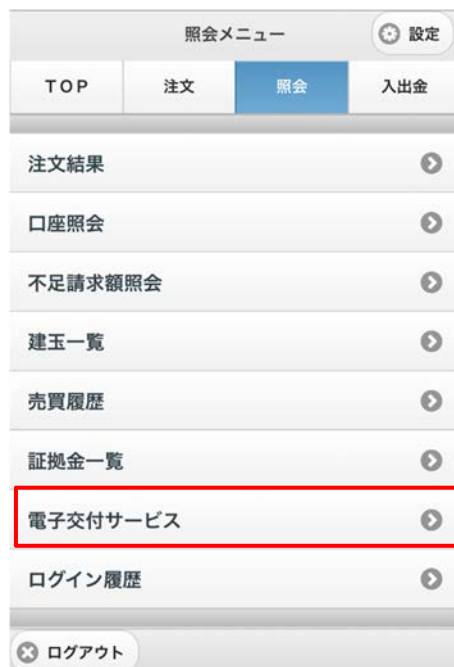 照会メニュー 設定
TOP 注文 照会 入出金
注文結果
口座照会
不足請求額照会
建玉一覧
売買履歴
証拠金一覧
電子交付サービス
ログイン履歴
ログアウト